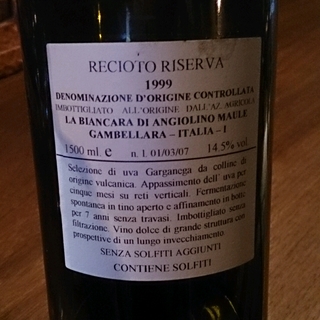 RECIOTO RISERVA
1999
DENOMINAZIONE D'ORIGINE CONTROLLATA
IMBOTTIGLIATO ALL'ORIGINE DALL'AZ. AGRICOLA
LA BIANCARA DI ANGIOLINO MAULE
GAMBELLARA – ITALIA – I
1500 ml. e n. l. 01/03/07 14.5% vol.
Selezione di uva Garganega da colline di
origine vulcanica. Appassimento dell' uva per
cinque mesi su reti verticali. Fermentazione
spontanea in tino aperto e affinamento in botte
per 7 anni senza travasi. Imbottigliato senza
filtrazione. Vino dolce di grande struttura con
prospettive di un lungo invecchiamento
SENZA SOLFITI AGGIUNTI
CONTIENE SOLFITI